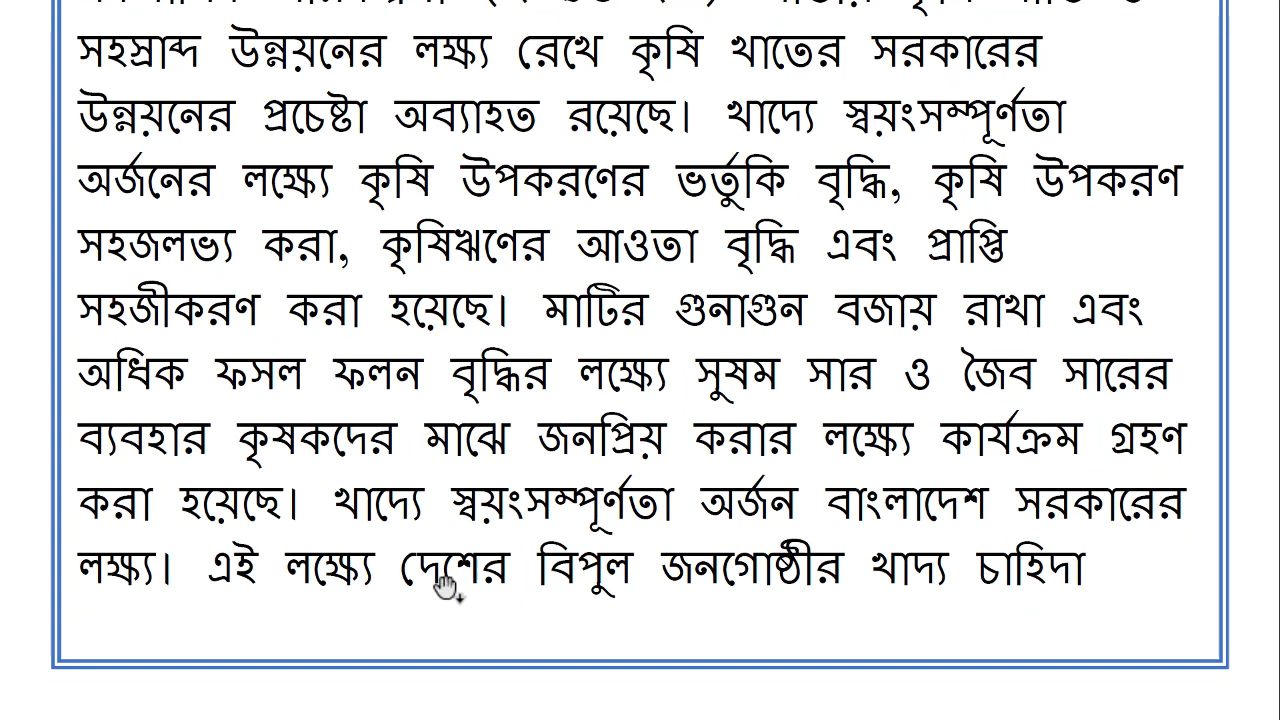 সহস্রাব্দ উন্নয়নের লক্ষ্য রেখে কৃষি খাতের সরকারের
উন্নয়নের প্রচেষ্টা অব্যাহত রয়েছে। খাদ্যে স্বয়ংসম্পূর্ণতা
অর্জনের লক্ষ্যে কৃষি উপকরণের ভর্তুকি বৃদ্ধি, কৃষি উপকরণ
সহজলভ্য করা, কৃষিঋণের আওতা বৃদ্ধি এবং প্রাপ্তি
সহজীকরণ করা হয়েছে। মাটির গুনাগুন বজায় রাখা এবং
অধিক ফসল ফলন বৃদ্ধির লক্ষ্যে সুষম সার ও জৈব সারের
ব্যবহার কৃষকদের মাঝে জনপ্রিয় করার লক্ষ্যে কার্যক্রম গ্রহণ
করা হয়েছে। খাদ্যে স্বয়ংসম্পূর্ণতা অর্জন বাংলাদেশ সরকারের
লক্ষ্য। এই লক্ষ্যে দেশের বিপুল জনগোষ্ঠীর খাদ্য চাহিদা